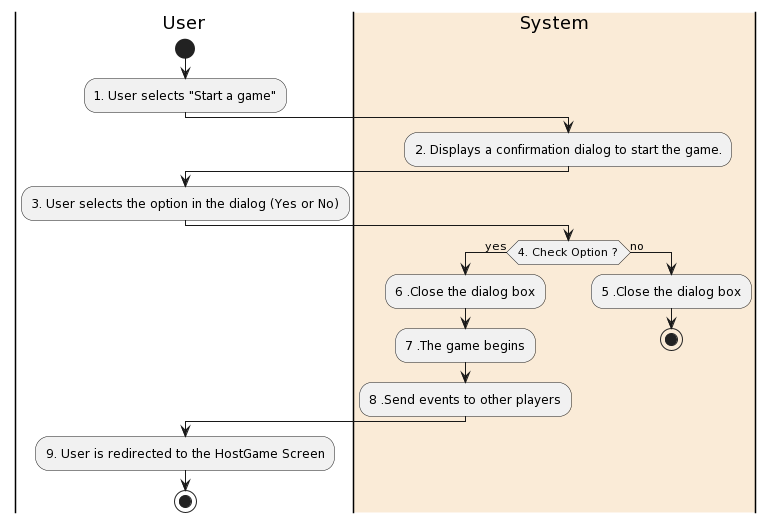 User
System
1. User selects "Start a game"
2. Displays a confirmation dialog to start the game.
3. User selects the option in the dialog (Yes or No)
yes
4. Check Option ?
no
6 .Close the dialog box
5 .Close the dialog box
7 .The game begins
8 .Send events to other players
9. User is redirected to the HostGame Screen